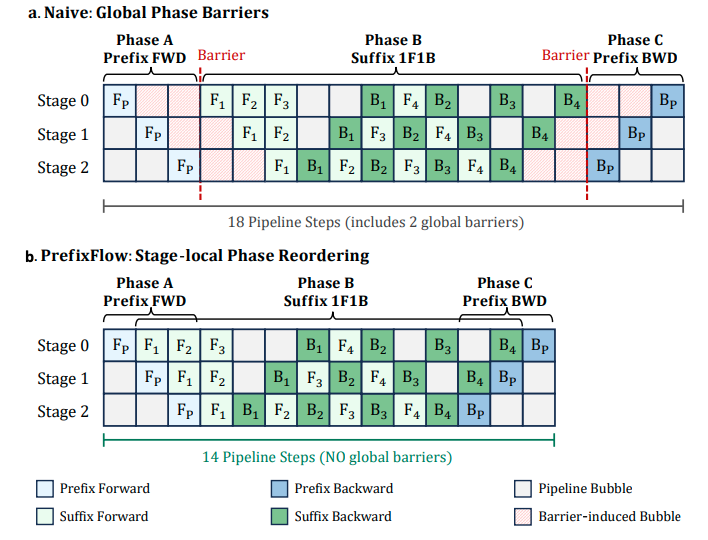 a. Naive: Global Phase Barriers
Phase A
Prefix FWD
Barrier
Phase B
Suffix 1F1B
Barrier
Phase C
Prefix BWD
Stage 0 Fp F1 F2 F3 B1 F4 B2 B3 B4 Bp
Stage 1 Fp F1 F2 B1 F3 B2 F4 B3 B4 Bp
Stage 2 Fp F1 B1 F2 B2 F3 B3 F4 B4 Bp
18 Pipeline Steps (includes 2 global barriers)
b. PrefixFlow: Stage-local Phase Reordering
Phase A
Prefix FWD
Phase B
Suffix 1F1B
Phase C
Prefix BWD
Stage 0 Fp F1 F2 F3 B1 F4 B2 B3 B4 Bp
Stage 1 Fp F1 F2 B1 F3 B2 F4 B3 B4 Bp
Stage 2 Fp F1 B1 F2 B2 F3 B3 F4 B4 Bp
14 Pipeline Steps (NO global barriers)
Prefix Forward
Prefix Backward
Pipeline Bubble
Suffix Forward
Suffix Backward
Barrier-induced Bubble